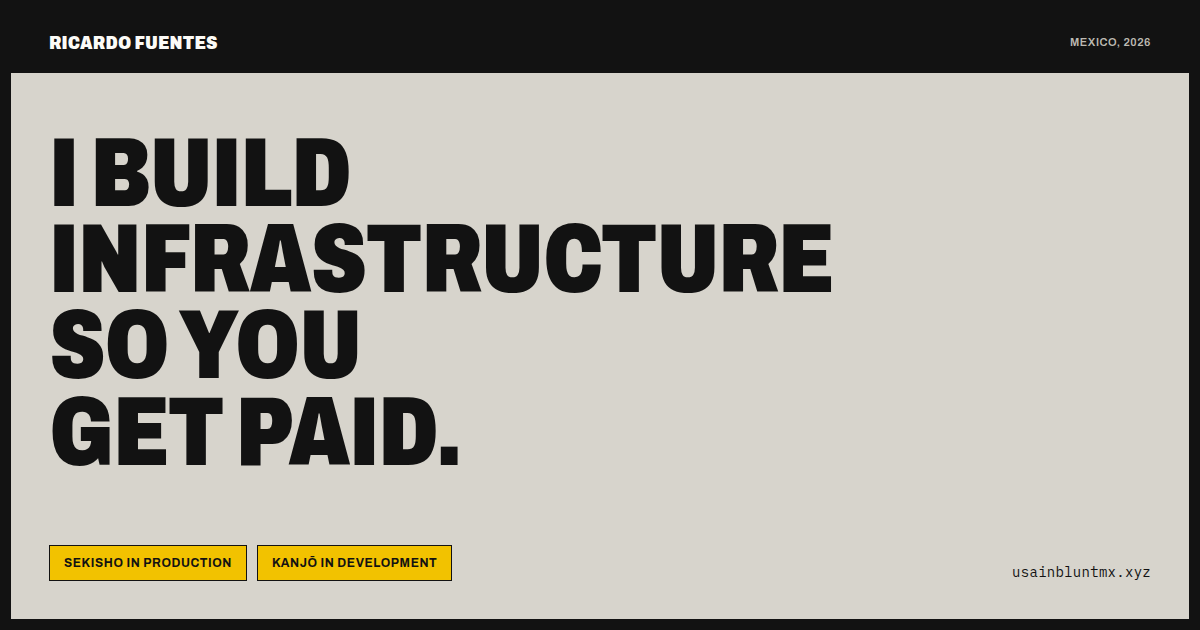 RICARDO FUENTES
MEXICO, 2026
I BUILD
INFRASTRUCTURE
SO YOU
GET PAID.
SEKISHO IN PRODUCTION
KANJŌ IN DEVELOPMENT
usainbluntmx.xyz